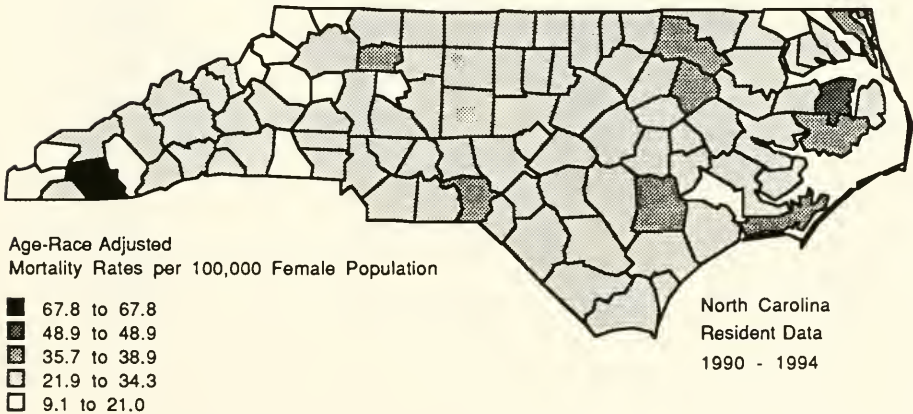 Age-Race Adjusted
Mortality Rates per 100,000 Female Population
67.8 to 67.8
48.9 to 48.9
35.7 to 38.9
21.9 to 34.3
9.1 to 21.0
North Carolina
Resident Data
1990 - 1994